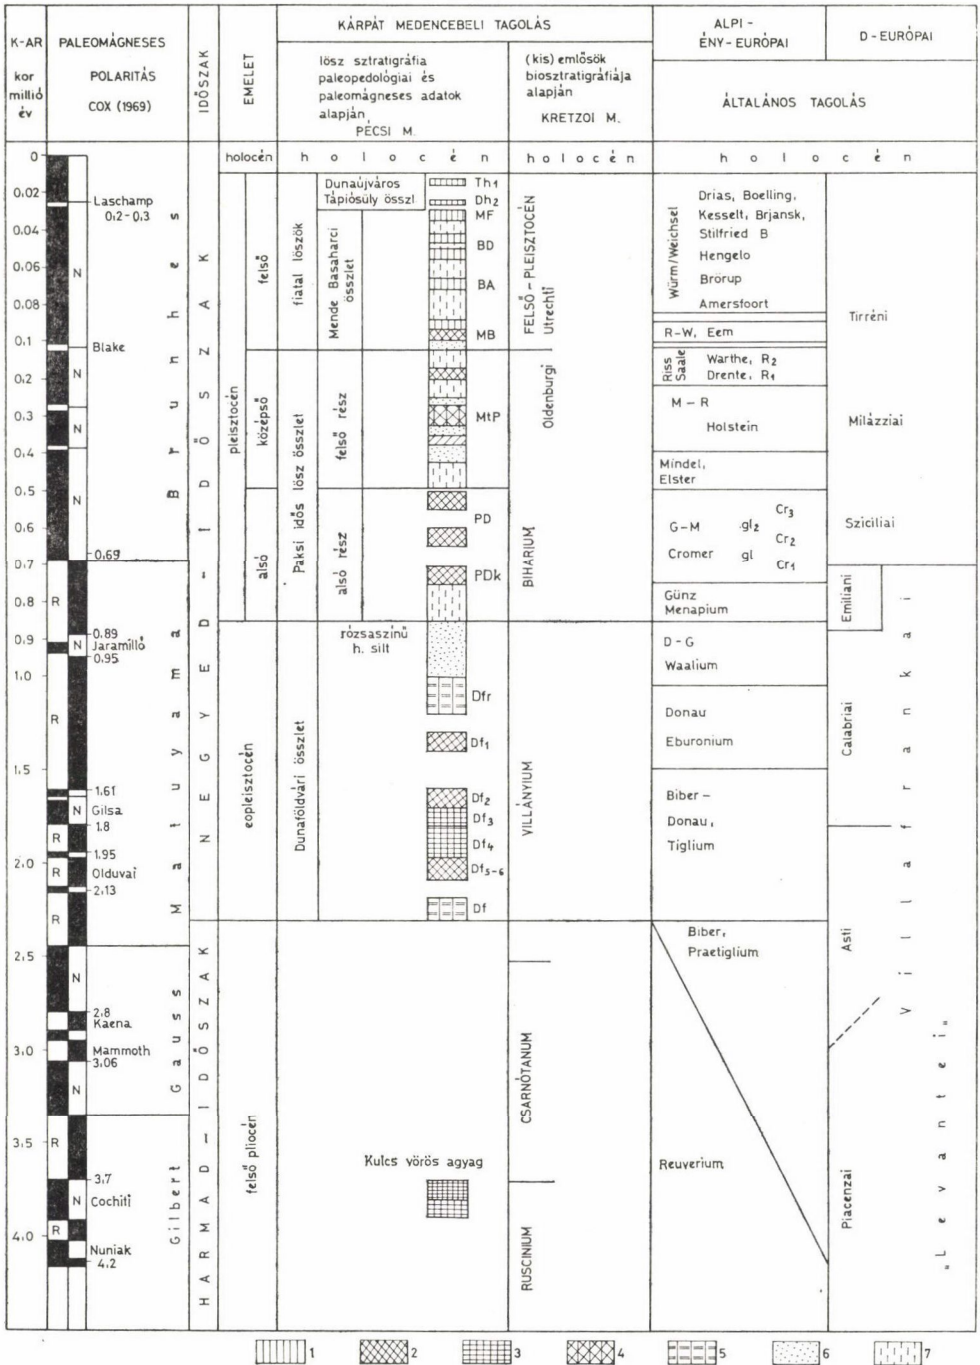 K-AR
kor
millió
év
PALEOMÁGNESES
POLARITÁS
COX (1969)
IDŐSZAK
EMELET
KÁRPÁT MEDENCEBELI TAGOLÁS
lösz sztratigráfia
paleopedológiai és
paleomágneses adatok
alapján
PÉCSI M.
(kis) emlősök
biosztratigráfiája
alapján
KRETZOI M.
ALPI -
ÉNY-EURÓPAI
D-EURÓPAI
ÁLTALÁNOS TAGOLÁS
0
0,02
0,04
0,06
0,08
0,1
0,2
0,3
0,4
0,5
0,6
0,7
0,8
0,9
1,0
1,5
2,0
2,5
3,0
3,5
4,0
Laschamp
0,2-0,3
N
Blake
N
N
N
0,69
R
0,89
N Jaramilló
0,95
R
1,61
N Gilsa
1,8
R
1,95
R Olduvai
2,13
R
N
2,8
Kaena
Mammoth
3,06
N
R
3,7
N Cochiti
R
Nuniak
4,2
Brunhes
Matuyama
Gauss
Gilbert
NEGYED-IDŐSZAK
HARMAD-IDŐSZAK
holocén
pleisztocén
felső
középső
alsó
eopleisztocén
felső pliocén
holocén
fiatal löszök
Dunaújváros
Tápiósüly összl.
Mende Basaharci
összlet
Paksi idős lösz összlet
felső rész
alsó rész
Dunaföldvári összlet
rózsaszínű
h. silt
Kulcs vörös agyag
Th1
Dh2
MF
BD
BA
MB
MtP
PD
PDk
Dfr
Df1
Df2
Df3
Df4
Df5-6
Df
holocén
FELSŐ-PLEISZTOCÉN
Utrechti
Oldenburgi
BIHARIUM
VILLÁNYIUM
CSARNÓTANUM
RUSCINIUM
holocén
Würm/Weichsel
Drias, Boelling,
Kesselt, Brjansk,
Stilfried B
Hengelo
Brörup
Amersfoort
R-W, Eem
Riss
Saale
Warthe, R2
Drente, R1
M-R
Holstein
Mindel,
Elster
G-M gl2 Cr3
Cr2
Cromer gl Cr1
Günz
Menapium
D-G
Waalium
Donau
Eburonium
Biber-
Donau,
Tiglium
Biber,
Praetiglium
Reuverium
Tirréni
Milázziai
Sziciliai
Emiliani
Calabriai
Asti
Piacenzai
Villafrankai
„Levantei"
1 2 3 4 5 6 7